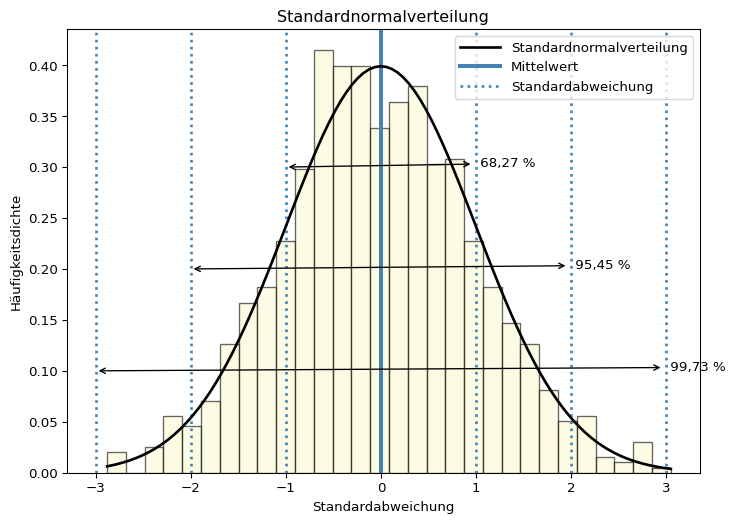 Standardnormalverteilung
Standardnormalverteilung
Mittelwert
Standardabweichung
0.40
0.35
0.30
0.25
0.20
0.15
0.10
0.05
0.00
Häufigkeitsdichte
68,27 %
95,45 %
99,73 %
−3 −2 −1 0 1 2 3
Standardabweichung